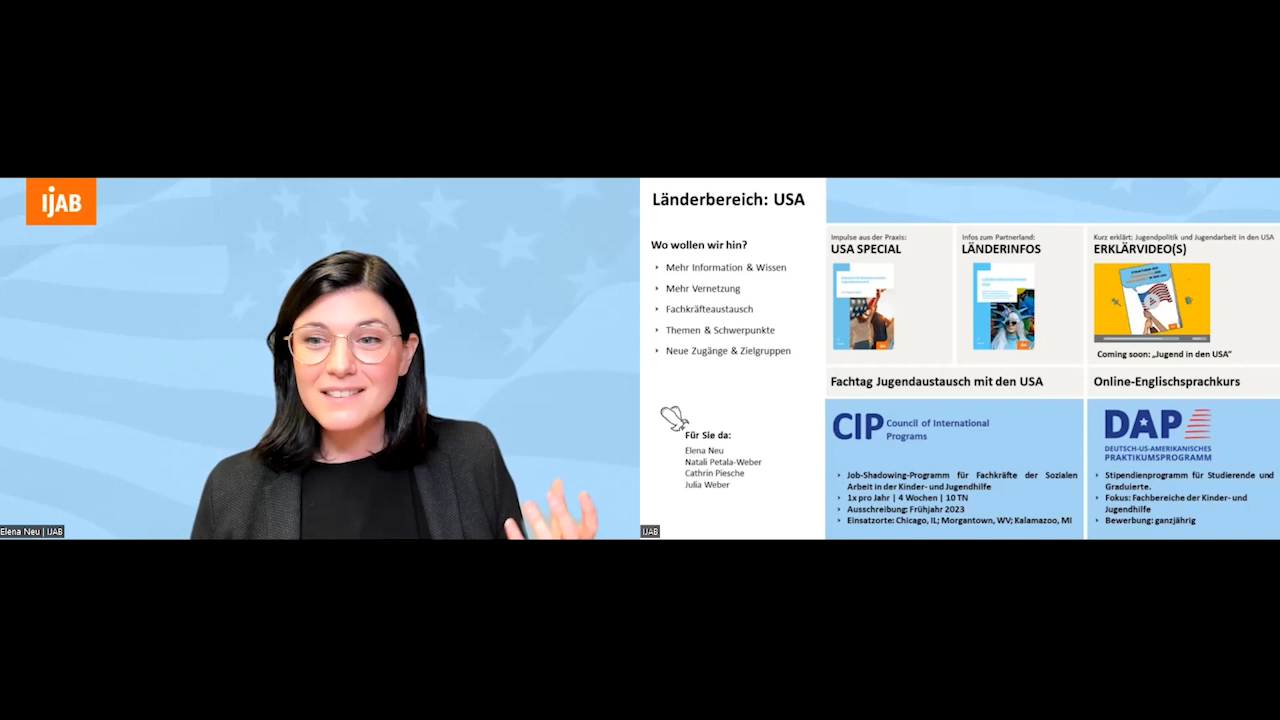 IjAB
Elena Neu | IJAB
Länderbereich: USA
Wo wollen wir hin?
Mehr Information & Wissen
Mehr Vernetzung
Fachkräfteaustausch
Themen & Schwerpunkte
Neue Zugänge & Zielgruppen
Für Sie da:
Elena Neu
Natali Petala-Weber
Cathrin Piesche
Julia Weber
IJAB
Impulse aus der Praxis:
USA SPECIAL
Infos zum Partnerland:
LÄNDERINFOS
Kurz erklärt: Jugendpolitik und Jugendarbeit in den USA
ERKLÄRVIDEO(S)
Coming soon: „Jugend in den USA“
Fachtag Jugendaustausch mit den USA
Online-Englischsprachkurs
CIP Council of International
Programs
Job-Shadowing-Programm für Fachkräfte der Sozialen
Arbeit in der Kinder- und Jugendhilfe
1x pro Jahr | 4 Wochen | 10 TN
Ausschreibung: Frühjahr 2023
Einsatzorte: Chicago, IL; Morgantown, WV; Kalamazoo, MI
DAP
DEUTSCH-US-AMERIKANISCHES
PRAKTIKUMSPROGRAMM
Stipendienprogramm für Studierende und
Graduierte.
Fokus: Fachbereiche der Kinder- und
Jugendhilfe
Bewerbung: ganzjährig